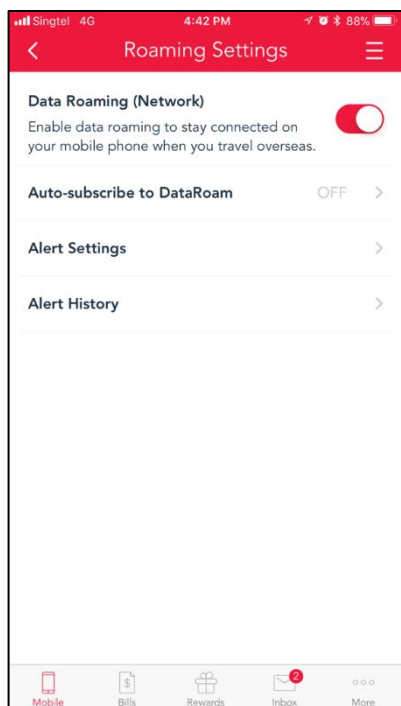 Singtel 4G 4:42 PM 88%
Roaming Settings
Data Roaming (Network)
Enable data roaming to stay connected on
your mobile phone when you travel overseas.
Auto-subscribe to DataRoam OFF
Alert Settings
Alert History
2
Mobile Bills Rewards Inbox More